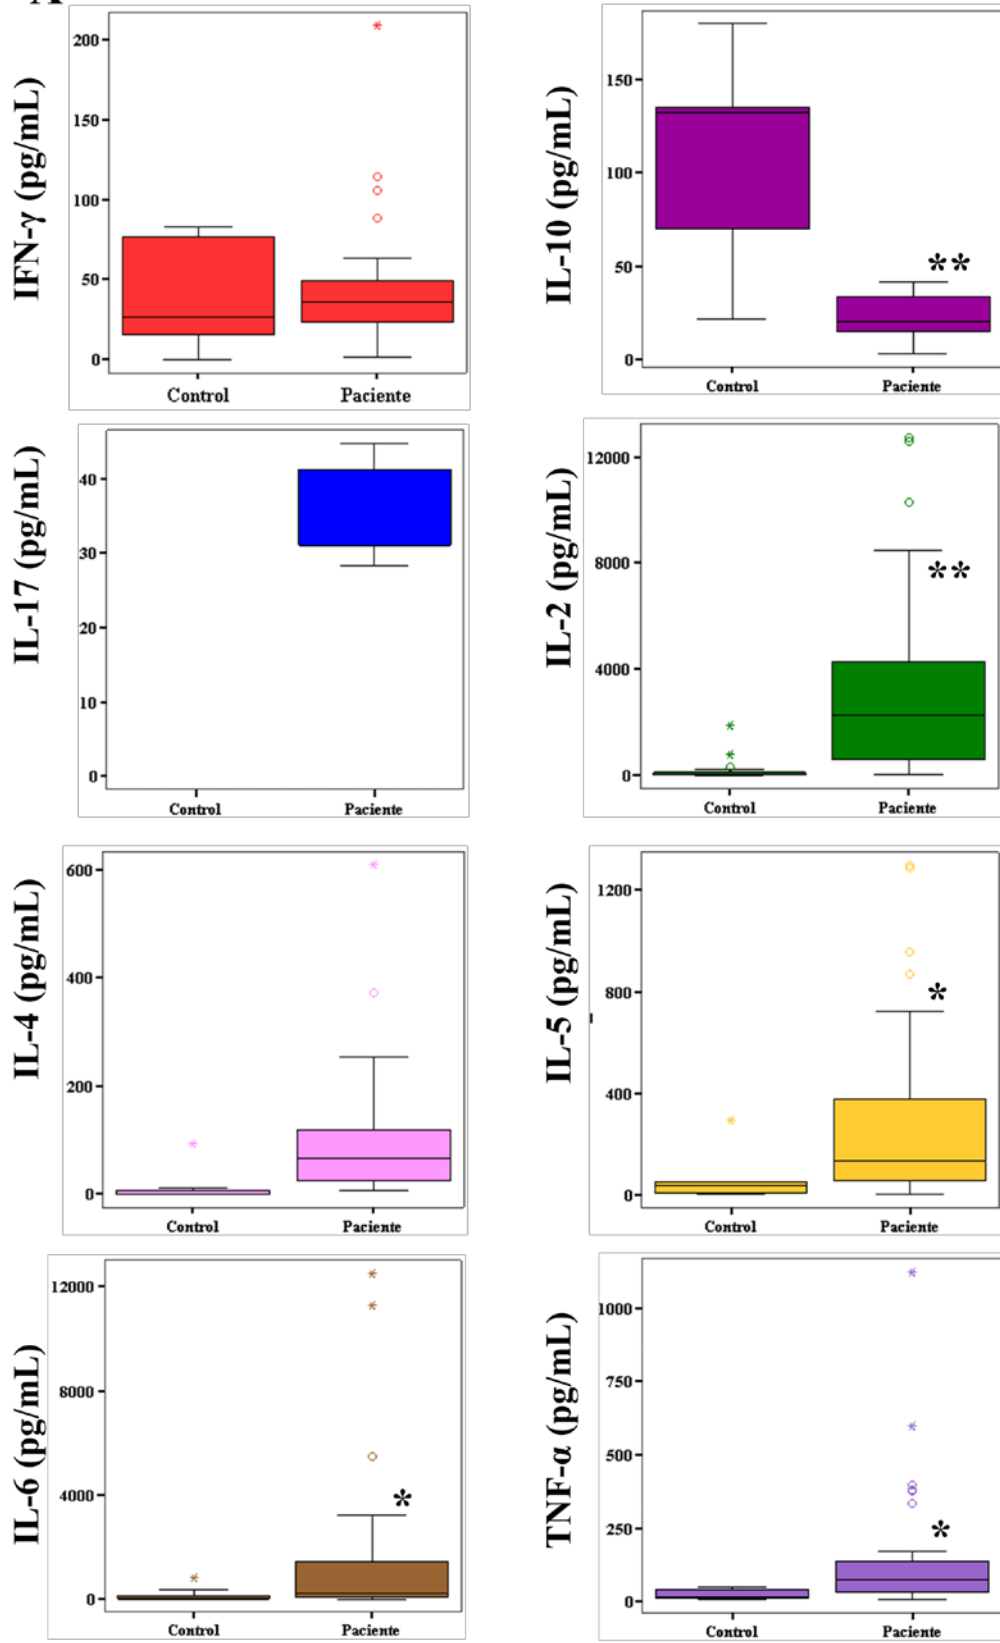 A
IFN-γ (pg/mL)
200
150
100
50
0
Control Paciente
IL-10 (pg/mL)
150
100
50
0
**
Control Paciente
IL-17 (pg/mL)
40
30
20
10
0
Control Paciente
IL-2 (pg/mL)
12000
8000
4000
0
**
Control Paciente
IL-4 (pg/mL)
600
400
200
0
Control Paciente
IL-5 (pg/mL)
1200
800
400
0
*
Control Paciente
IL-6 (pg/mL)
12000
8000
4000
0
*
Control Paciente
TNF-α (pg/mL)
1000
750
500
250
0
*
Control Paciente